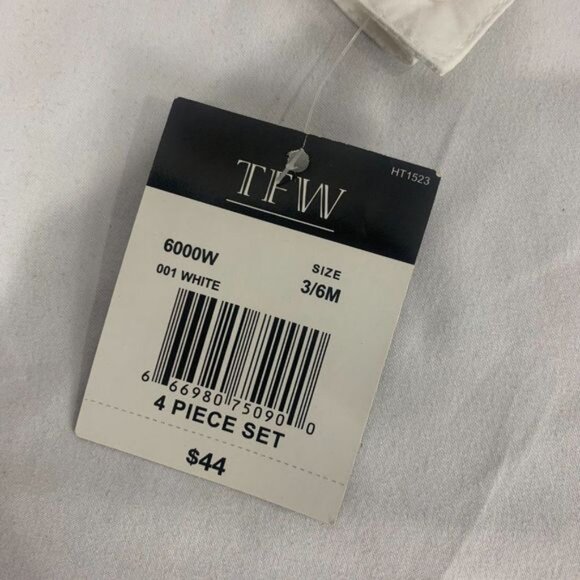 HT1523
TFW
6000W
001 WHITE
SIZE
3/6M
6 66980 75090 0
4 PIECE SET
$44